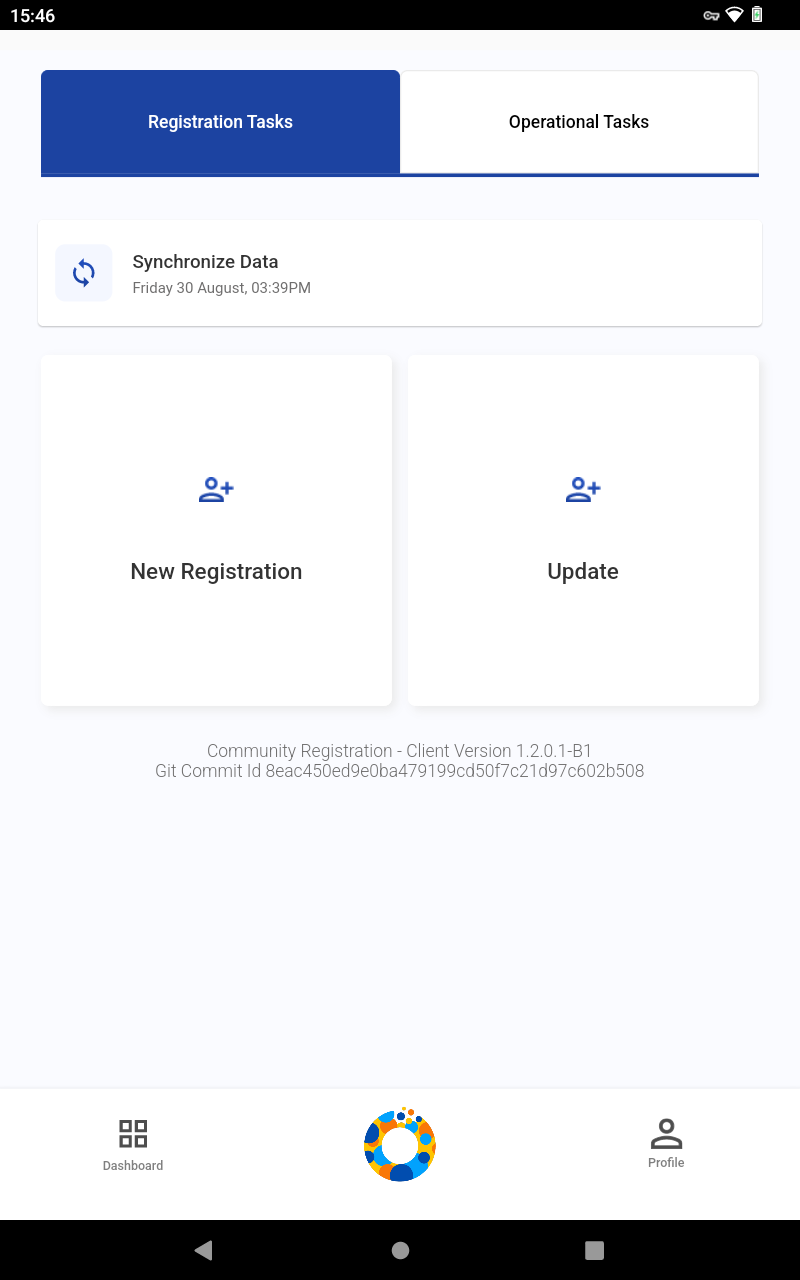 15:46
Registration Tasks
Operational Tasks
Synchronize Data
Friday 30 August, 03:39PM
New Registration
Update
Community Registration - Client Version 1.2.0.1-B1
Git Commit Id 8eac450ed9e0ba479199cd50f7c21d97c602b508
Dashboard
Profile